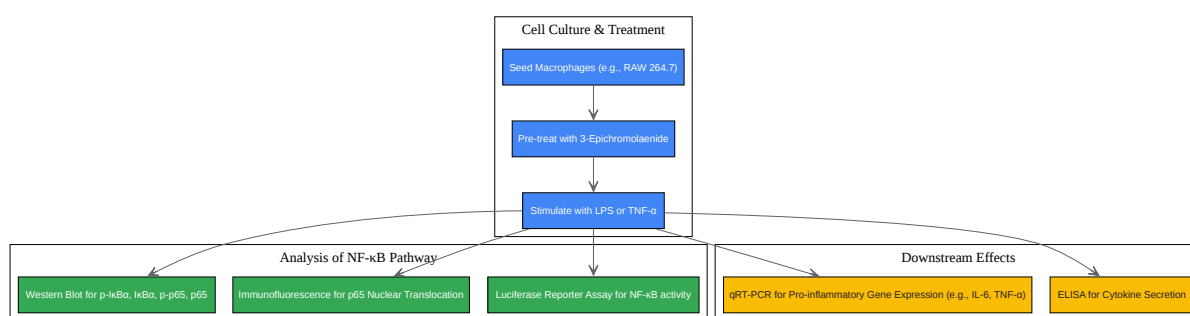 Cell Culture & Treatment
Seed Macrophages (e.g., RAW 264.7)
Pre-treat with 3-Epichromolaenide
Stimulate with LPS or TNF-α
Analysis of NF-κB Pathway
Downstream Effects
Western Blot for p-IκBα, IκBα, p-p65, p65
Immunofluorescence for p65 Nuclear Translocation
Luciferase Reporter Assay for NF-κB activity
qRT-PCR for Pro-inflammatory Gene Expression (e.g., IL-6, TNF-α)
ELISA for Cytokine Secretion